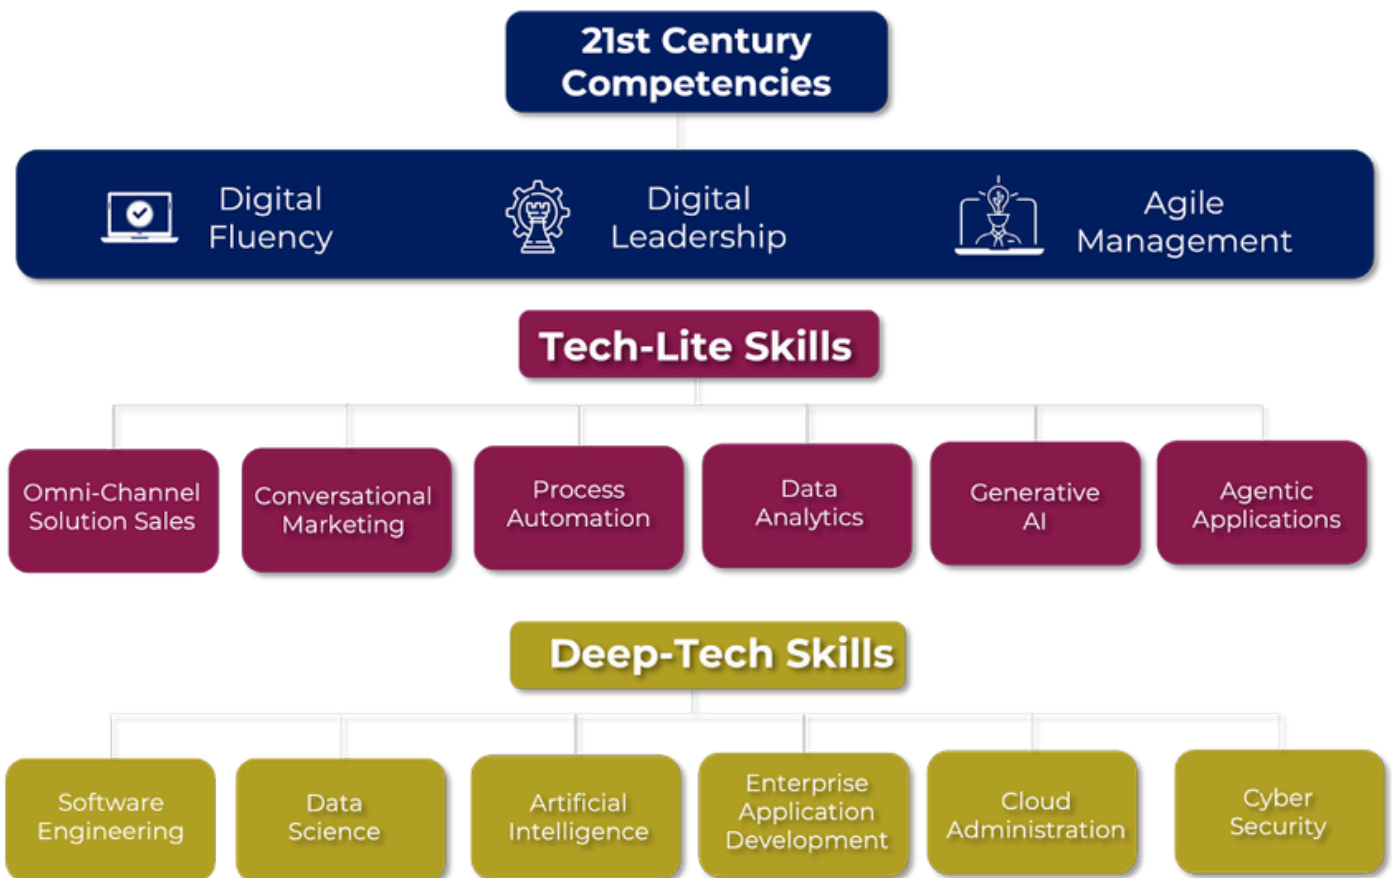 21st Century
Competencies
Digital
Fluency
Digital
Leadership
Agile
Management
Tech-Lite Skills
Omni-Channel
Solution Sales
Conversational
Marketing
Process
Automation
Data
Analytics
Generative
AI
Agentic
Applications
Deep-Tech Skills
Software
Engineering
Data
Science
Artificial
Intelligence
Enterprise
Application
Development
Cloud
Administration
Cyber
Security